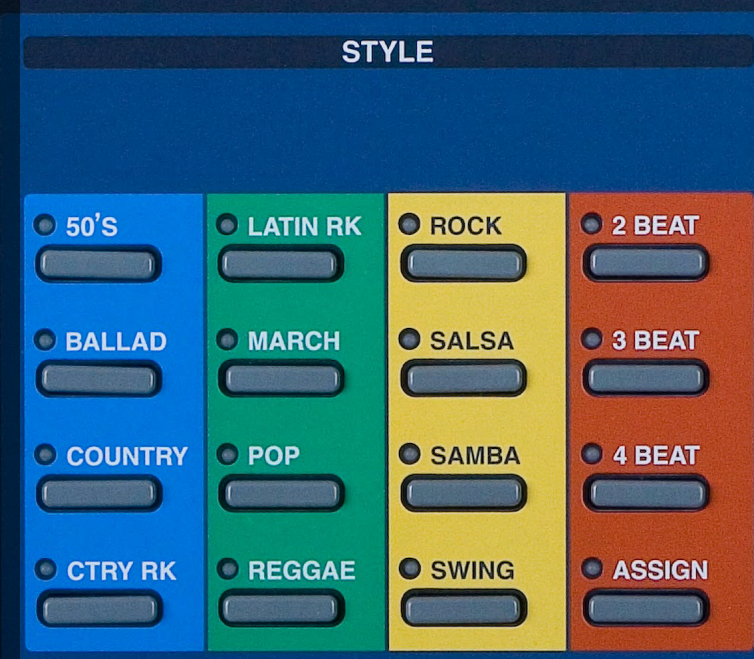 STYLE
50'S
LATIN RK
ROCK
2 BEAT
BALLAD
MARCH
SALSA
3 BEAT
COUNTRY
POP
SAMBA
4 BEAT
CTRY RK
REGGAE
SWING
ASSIGN